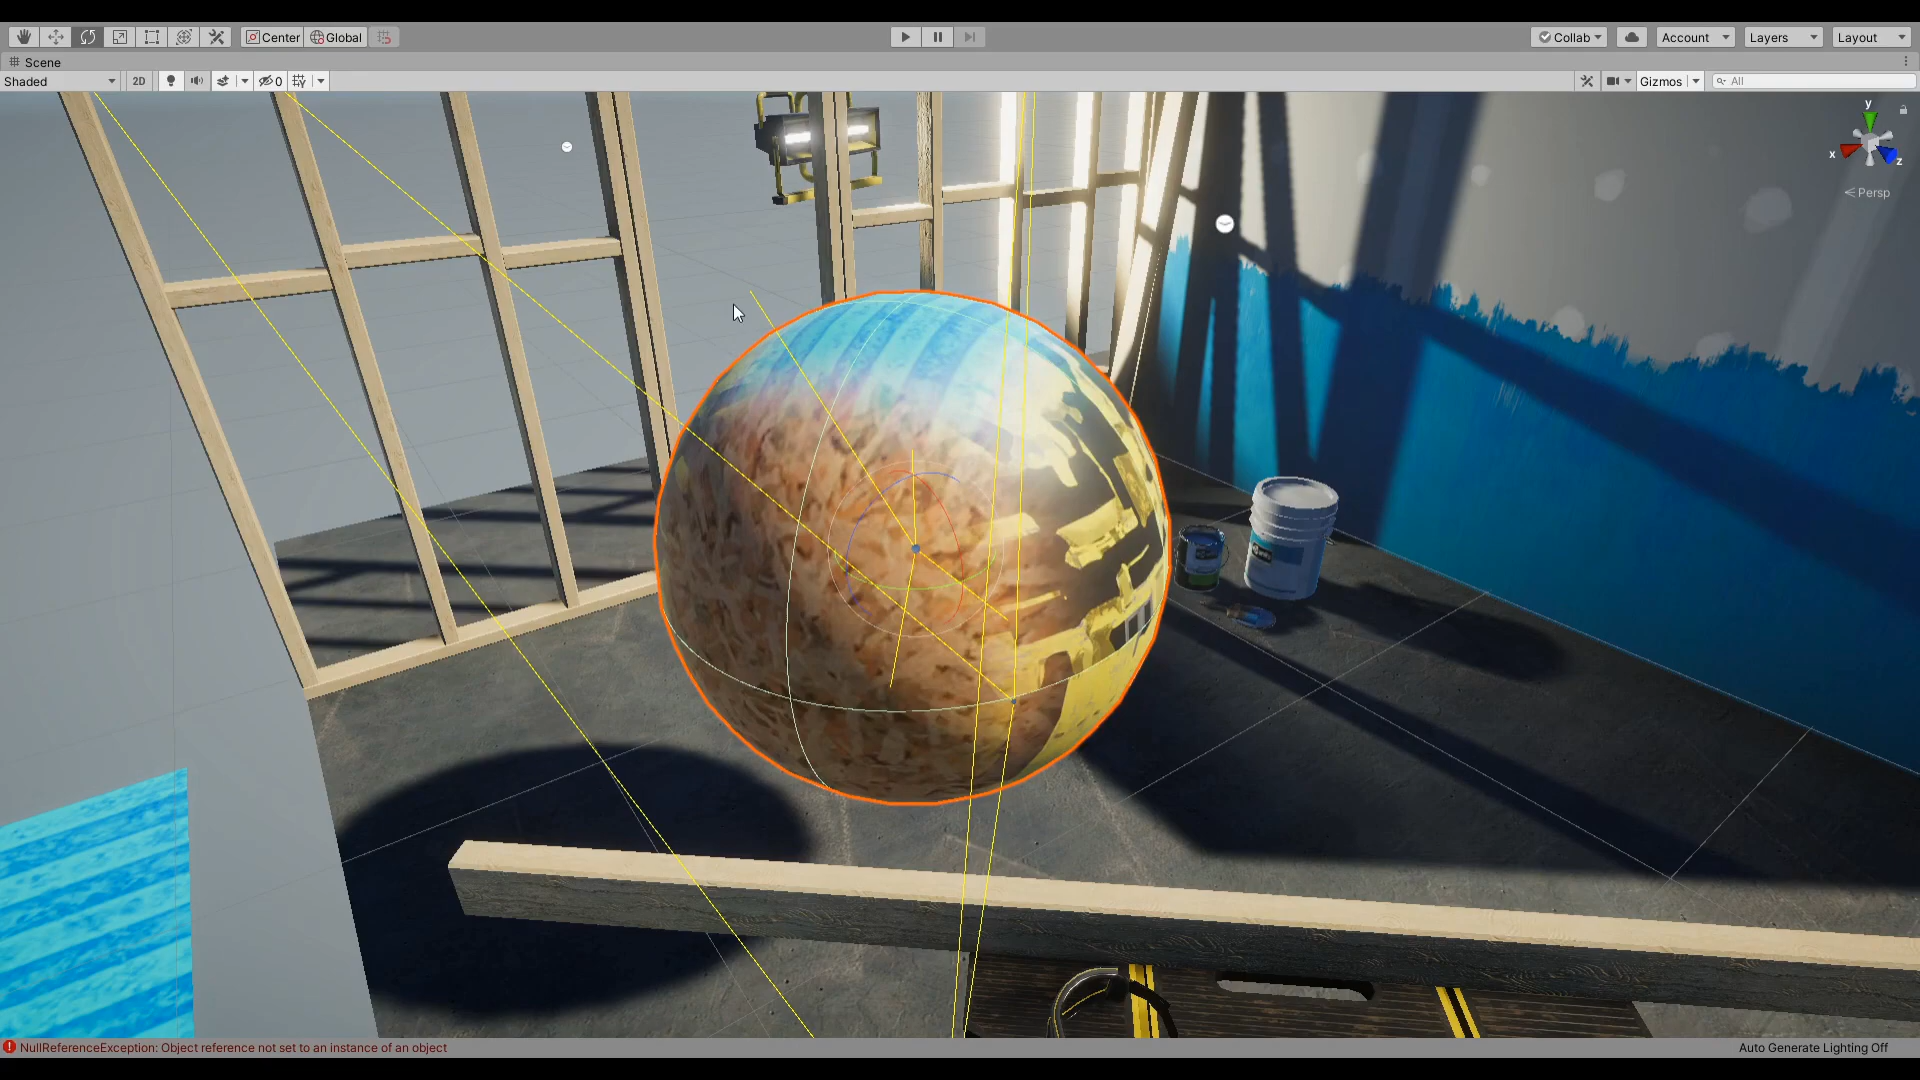 Center Global Collab Account Layers Layout
Scene
Shaded 2D 0 Gizmos All
y
x z
Persp
NullReferenceException: Object reference not set to an instance of an object
Auto Generate Lighting Off